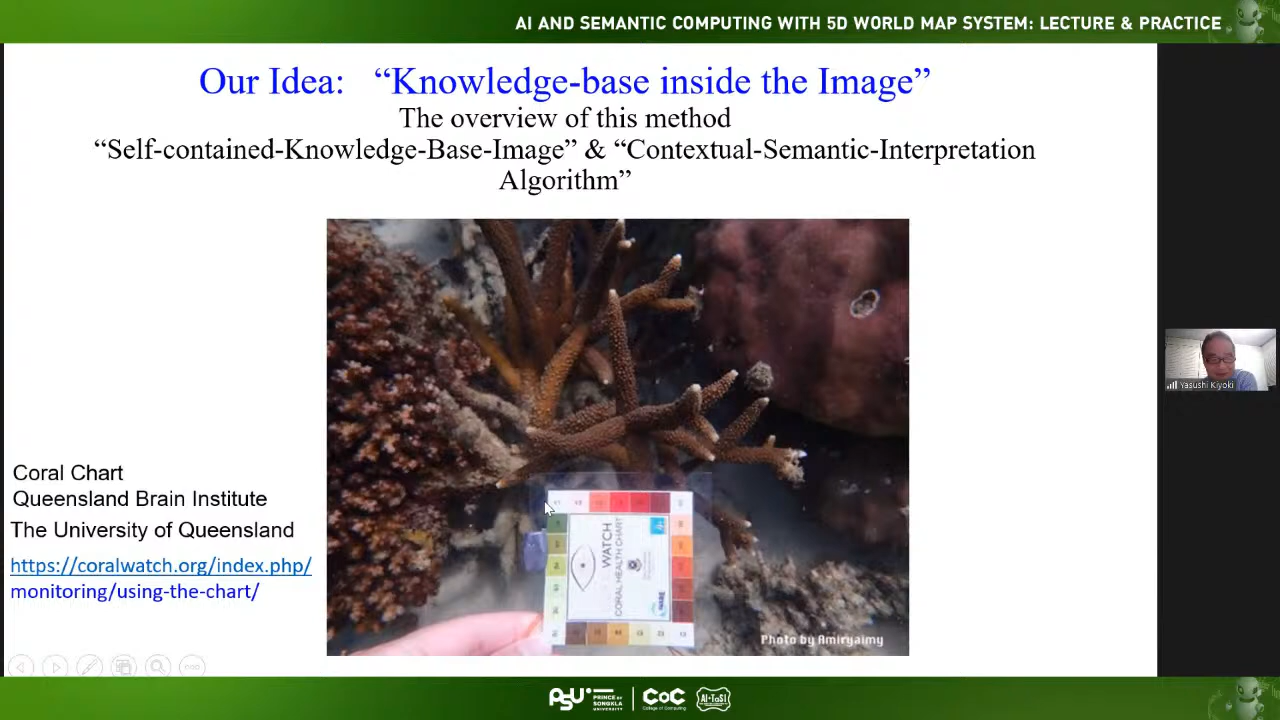 AI AND SEMANTIC COMPUTING WITH 5D WORLD MAP SYSTEM: LECTURE & PRACTICE
Our Idea: “Knowledge-base inside the Image”
The overview of this method
“Self-contained-Knowledge-Base-Image” & “Contextual-Semantic-Interpretation
Algorithm”
Coral Chart
Queensland Brain Institute
The University of Queensland
https://coralwatch.org/index.php/
monitoring/using-the-chart/
WATCH
CORAL HEALTH CHART
Photo by Amiryaimy
Yasushi Kiyoki
PSU
PRINCE OF
SONGKLA
UNIVERSITY
CoC
College of Computing
AI•TaSI